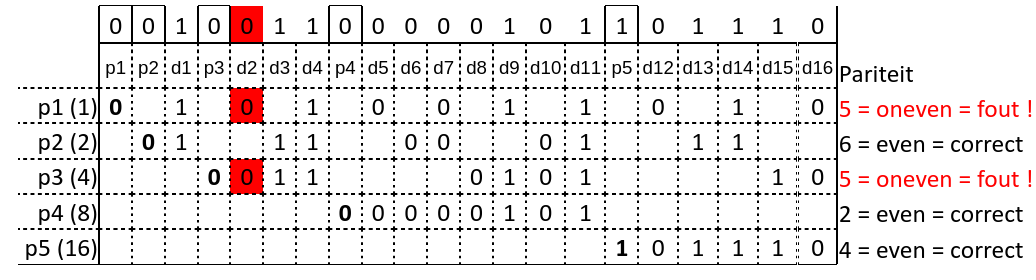 0 0 1 0 0 1 1 0 0 0 0 0 1 0 1 1 0 1 1 1 0
p1 p2 d1 p3 d2 d3 d4 p4 d5 d6 d7 d8 d9 d10 d11 p5 d12 d13 d14 d15 d16 Pariteit
p1 (1) 0 1 0 1 0 0 1 1 0 1 0 5 = oneven = fout !
p2 (2) 0 1 1 1 0 0 0 1 1 1 6 = even = correct
p3 (4) 0 0 1 1 0 1 0 1 1 0 5 = oneven = fout !
p4 (8) 0 0 0 0 0 1 0 1 2 = even = correct
p5 (16) 1 0 1 1 1 0 4 = even = correct